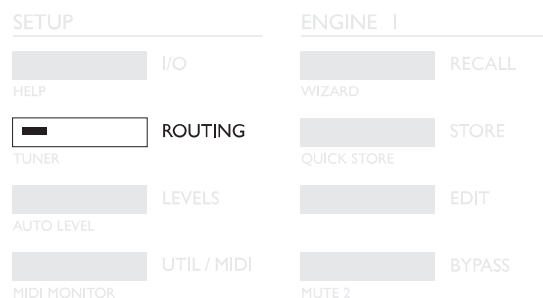 SETUP
I/O
HELP
ROUTING
TUNER
LEVELS
AUTO LEVEL
UTIL / MIDI
MIDI MONITOR
ENGINE 1
RECALL
WIZARD
STORE
QUICK STORE
EDIT
BYPASS
MUTE 2